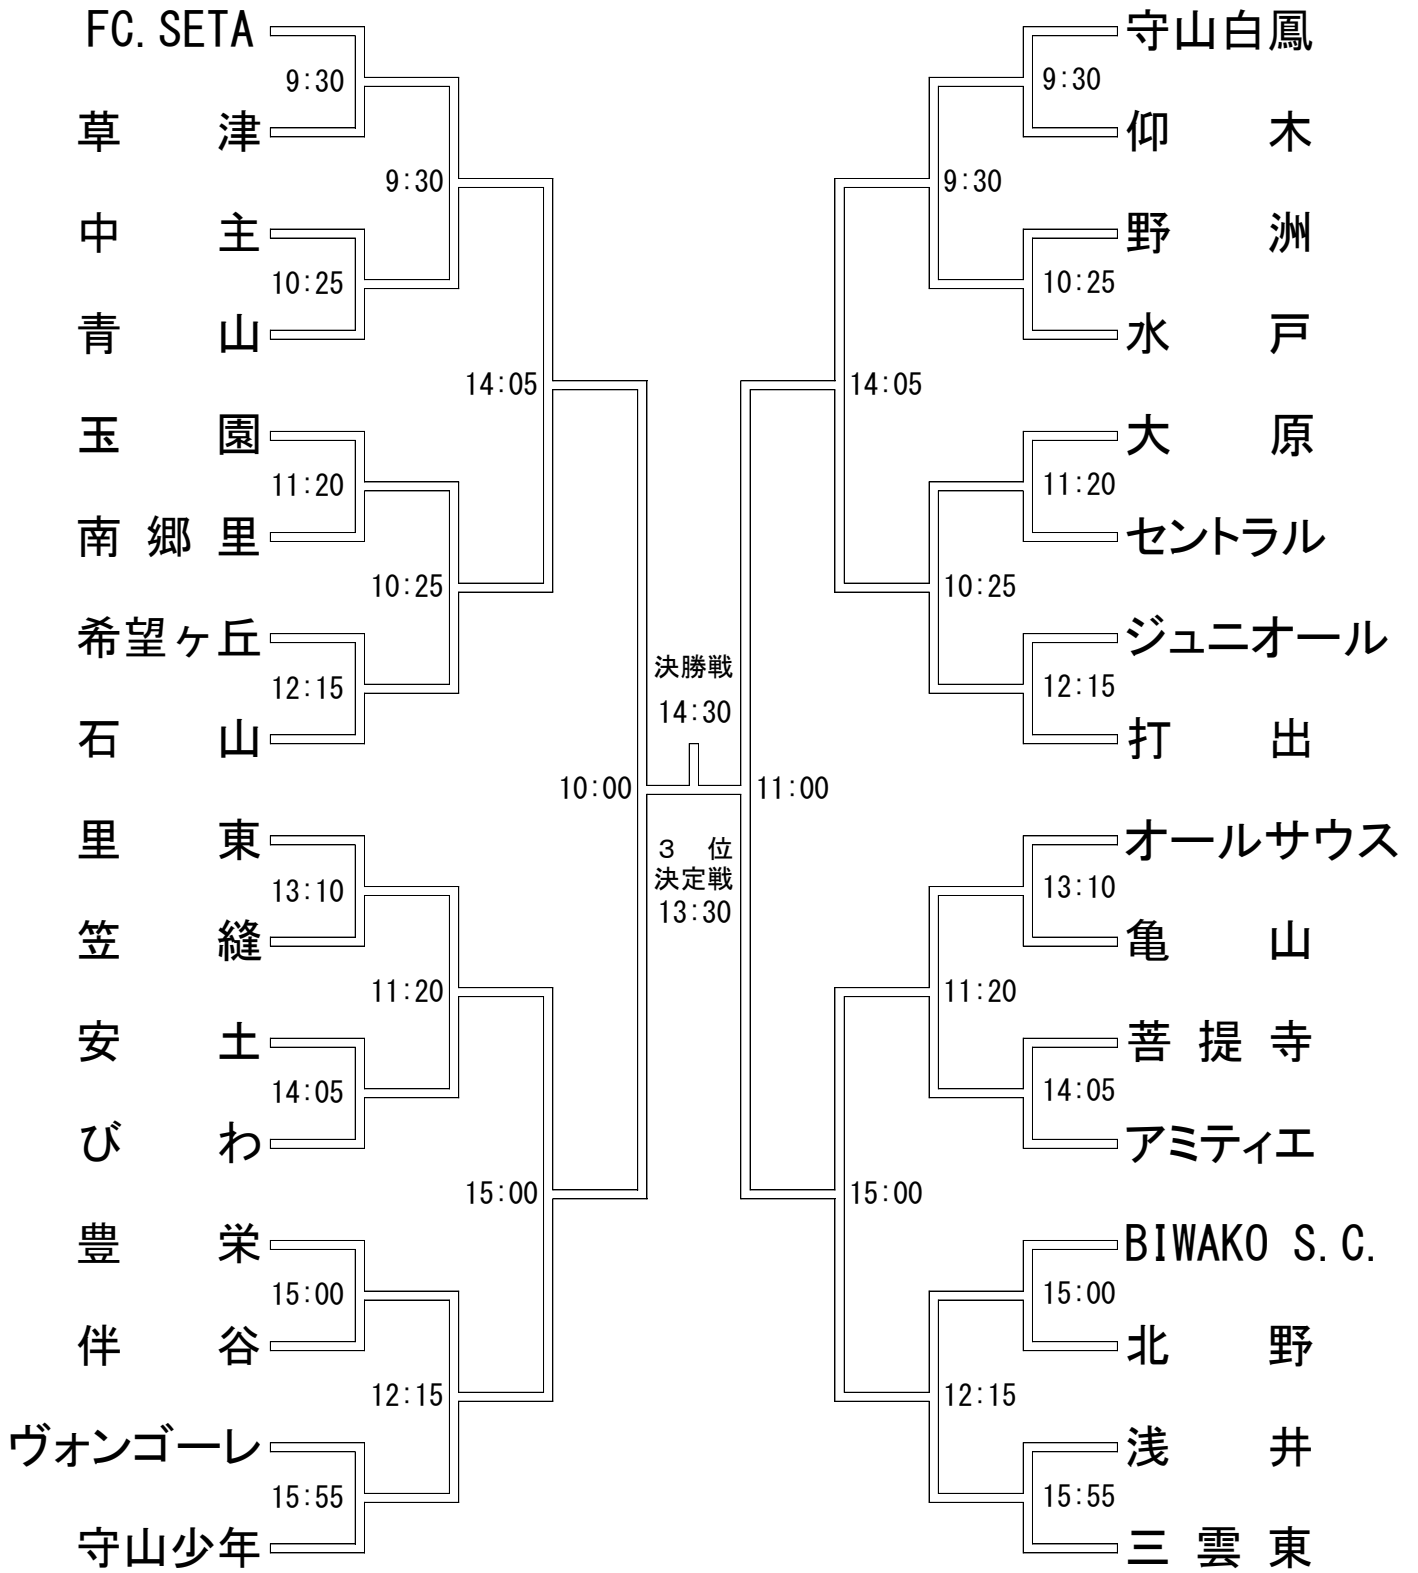 FC.SETA
9:30
草津
9:30
中主
10:25
青山
14:05
玉園
11:20
南郷里
10:25
希望ヶ丘
12:15
石山
10:00
里東
13:10
笠縫
11:20
安土
14:05
びわ
15:00
豊栄
15:00
伴谷
12:15
ヴォンゴーレ
15:55
守山少年
決勝戦
14:30
3位
決定戦
13:30
守山白鳳
9:30
仰木
9:30
野洲
10:25
水戸
14:05
大原
11:20
セントラル
10:25
ジュニオール
12:15
打出
11:00
オールサウス
13:10
亀山
11:20
菩提寺
14:05
アミティエ
15:00
BIWAKO S.C.
15:00
北野
12:15
浅井
15:55
三雲東